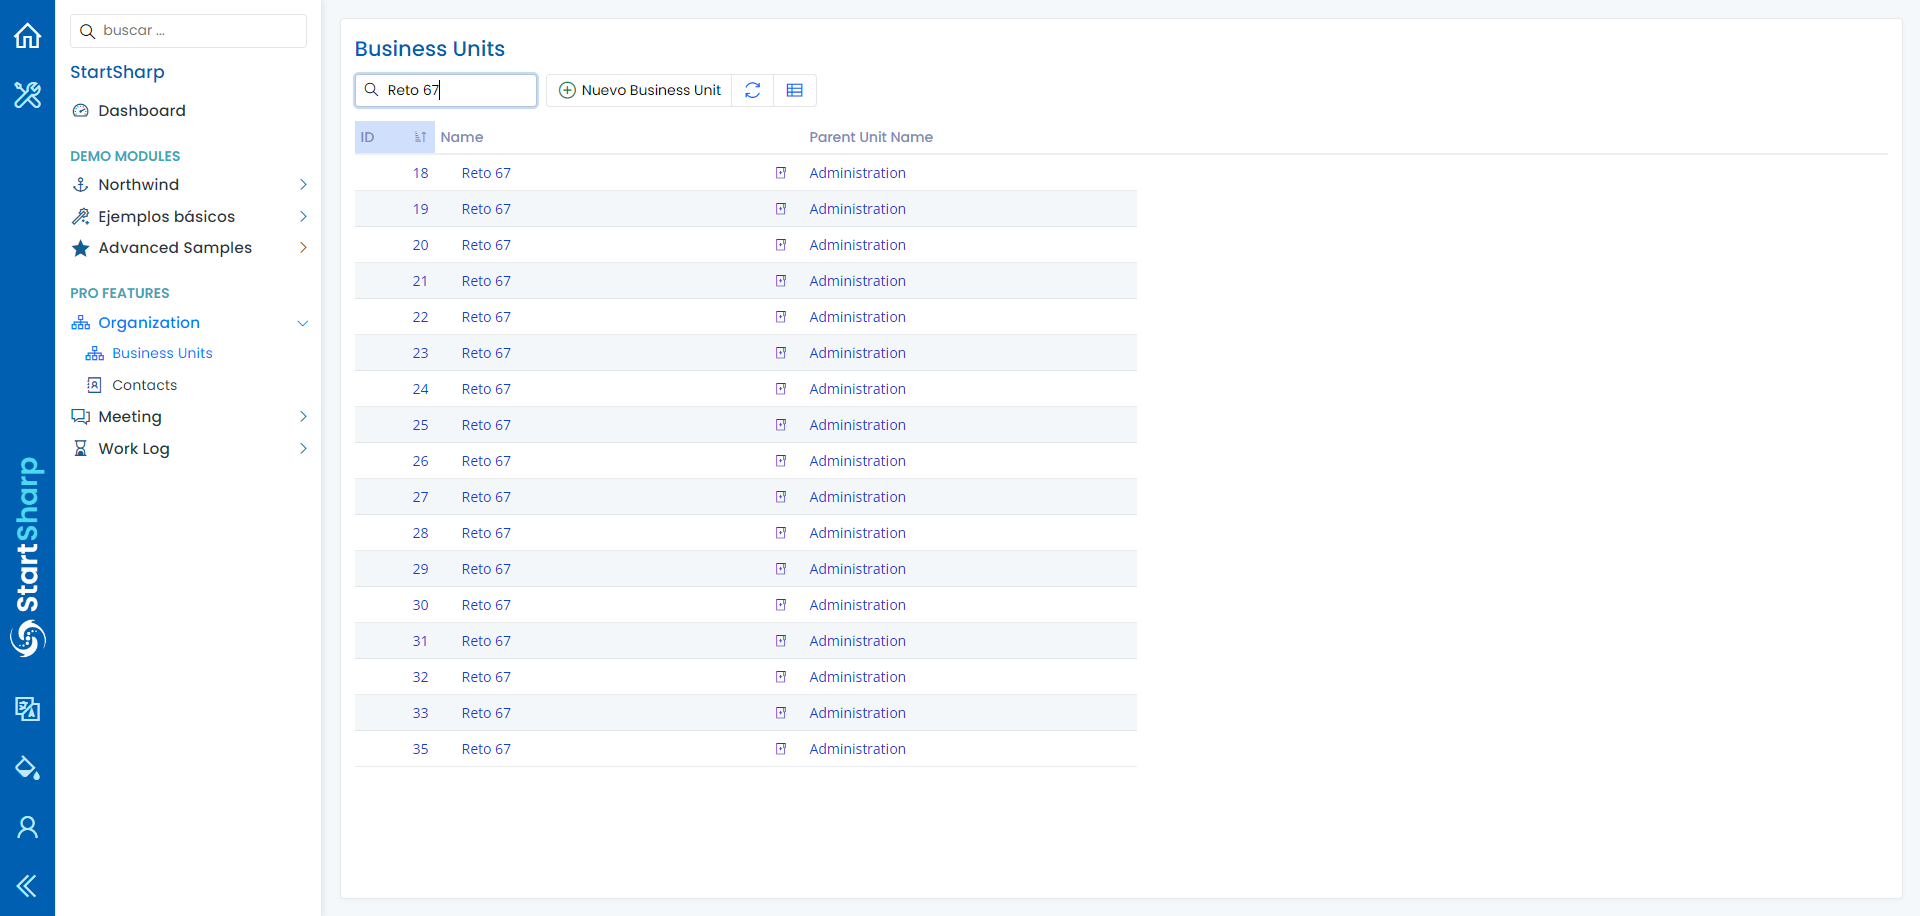 buscar ...
StartSharp
Dashboard
DEMO MODULES
Northwind
Ejemplos básicos
Advanced Samples
PRO FEATURES
Organization
Business Units
Contacts
Meeting
Work Log
StartSharp
Business Units
Reto 67
Nuevo Business Unit
ID Name Parent Unit Name
18 Reto 67 Administration
19 Reto 67 Administration
20 Reto 67 Administration
21 Reto 67 Administration
22 Reto 67 Administration
23 Reto 67 Administration
24 Reto 67 Administration
25 Reto 67 Administration
26 Reto 67 Administration
27 Reto 67 Administration
28 Reto 67 Administration
29 Reto 67 Administration
30 Reto 67 Administration
31 Reto 67 Administration
32 Reto 67 Administration
33 Reto 67 Administration
35 Reto 67 Administration